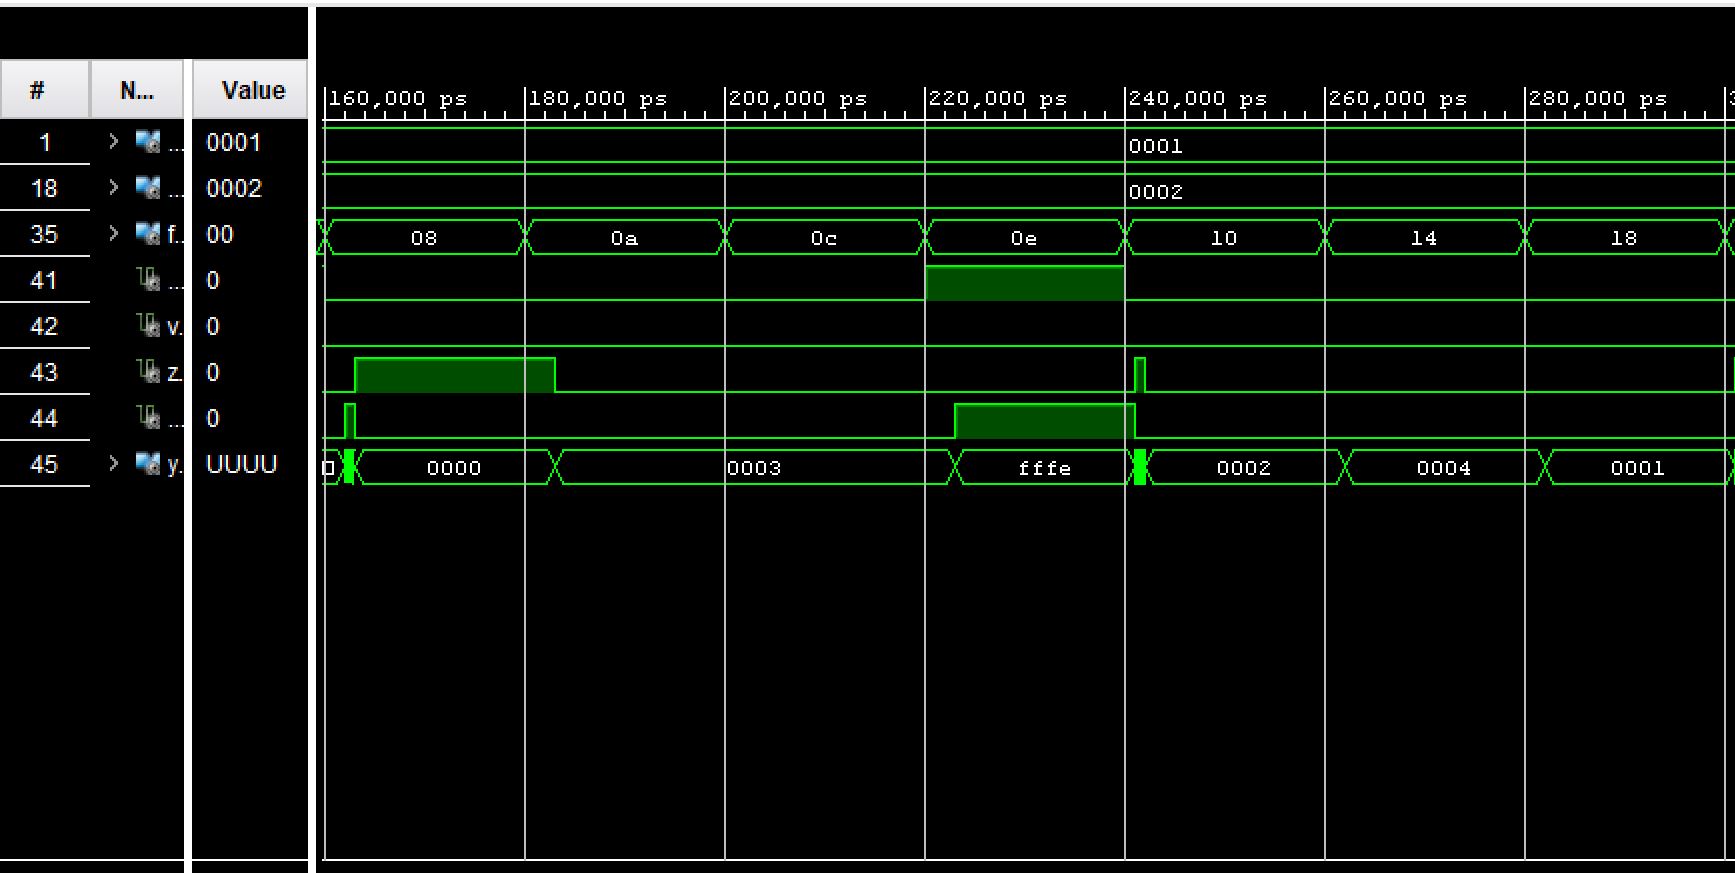 # N... Value 160,000 ps 180,000 ps 200,000 ps 220,000 ps 240,000 ps 260,000 ps 280,000 ps
1 ... 0001 0001
18 ... 0002 0002
35 f.. 00 08 0a 0c 0e 10 14 18
41 ... 0
42 v. 0
43 z. 0
44 ... 0
45 y. UUUU 0000 0003 fffe 0002 0004 0001